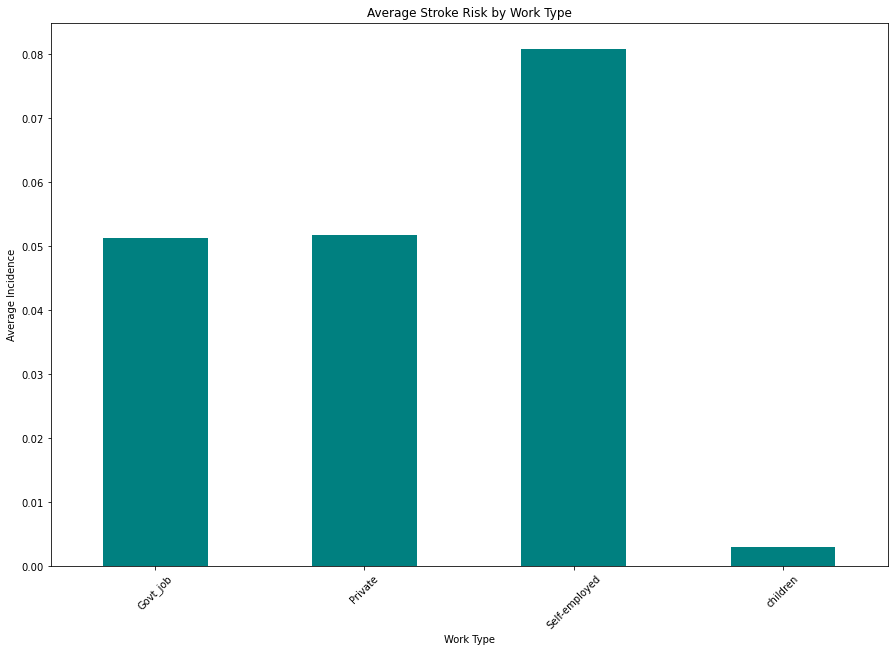 Average Stroke Risk by Work Type
0.08
0.07
0.06
0.05
0.04
0.03
0.02
0.01
0.00
Average Incidence
Govt_job
Private
Self-employed
children
Work Type